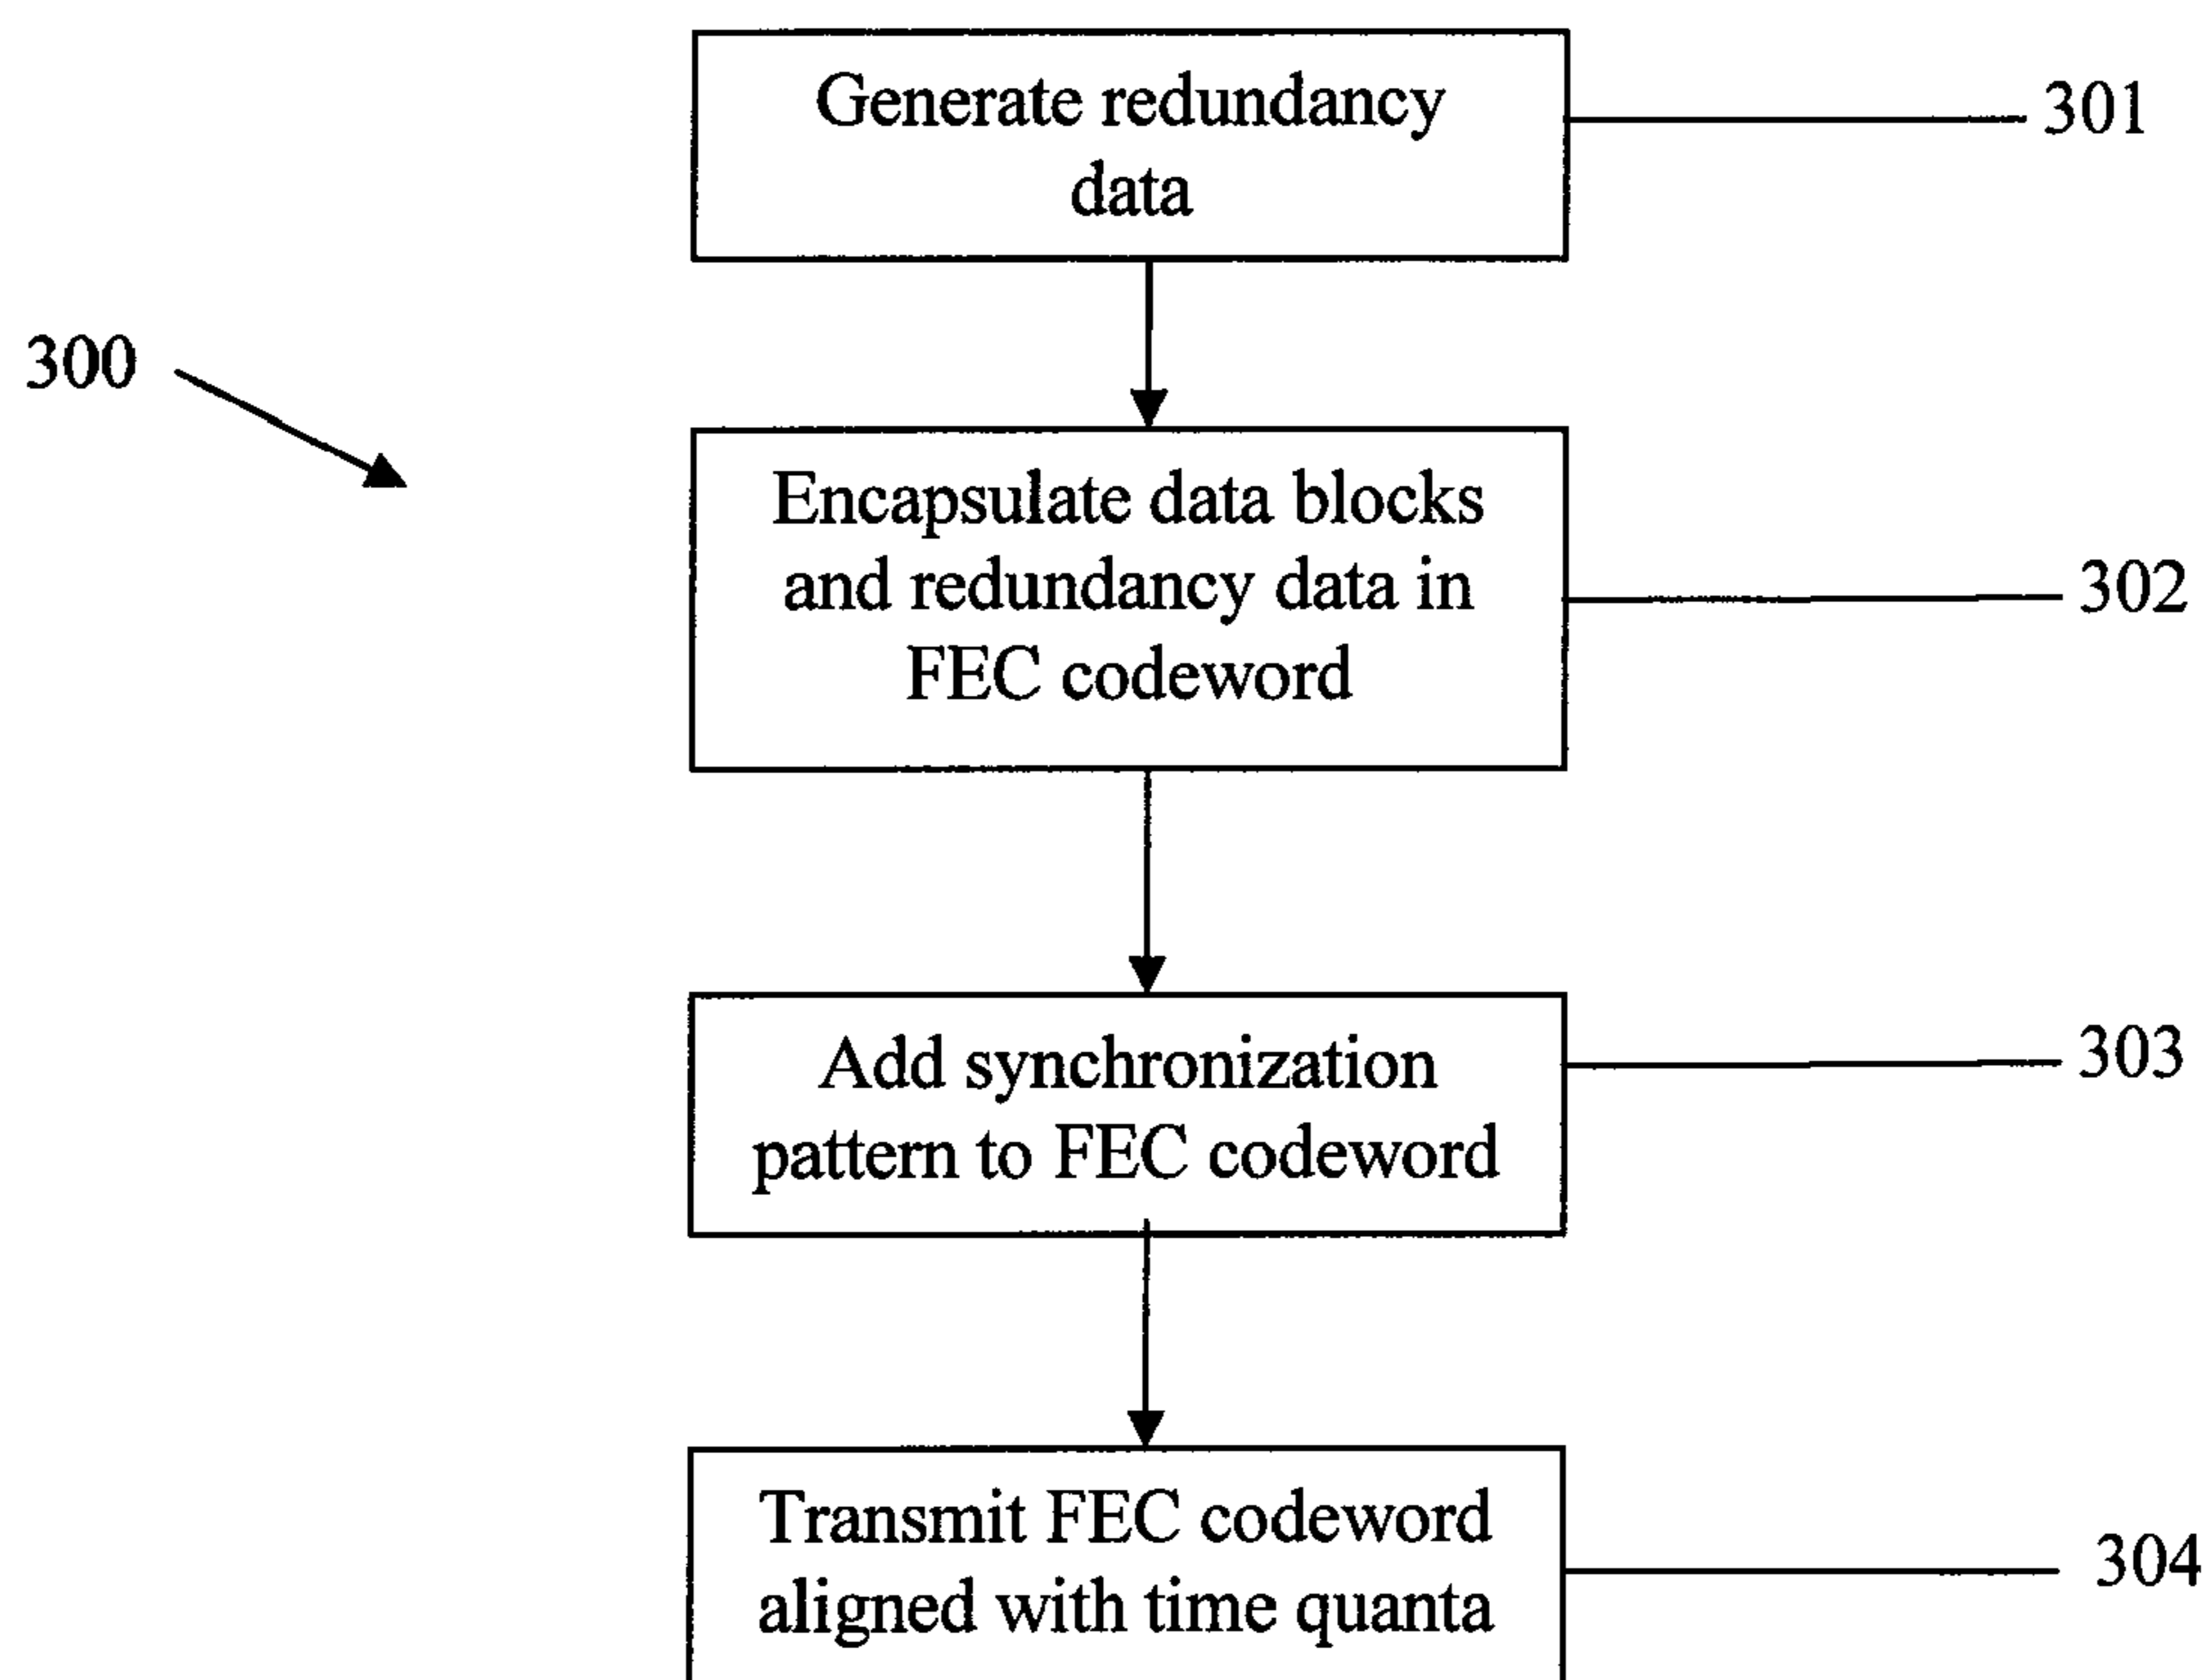 Generate redundancy
data
301
300
Encapsulate data blocks
and redundancy data in
FEC codeword
302
Add synchronization
pattern to FEC codeword
303
Transmit FEC codeword
aligned with time quanta
304